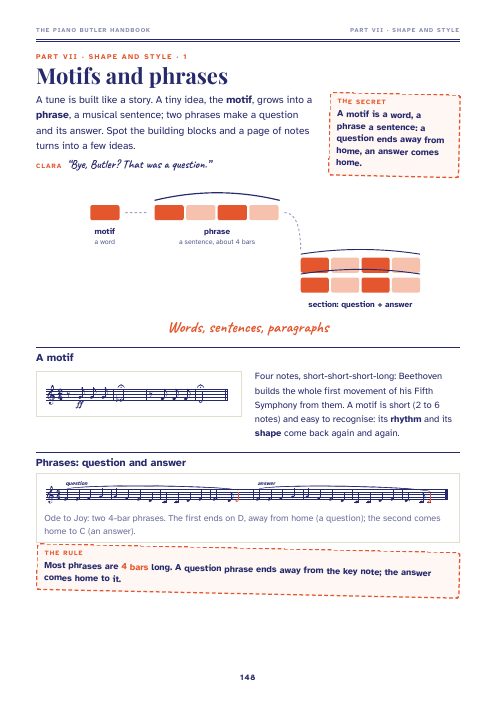 THE PIANO BUTLER HANDBOOK
PART VII · SHAPE AND STYLE
PART VII · SHAPE AND STYLE · 1
Motifs and phrases
A tune is built like a story. A tiny idea, the motif, grows into a
phrase, a musical sentence; two phrases make a question
and its answer. Spot the building blocks and a page of notes
turns into a few ideas.
CLARA "Bye, Butler? That was a question."
THE SECRET
A motif is a word, a
phrase a sentence; a
question ends away from
home, an answer comes
home.
motif
a word
phrase
a sentence, about 4 bars
section: question + answer
Words, sentences, paragraphs
A motif
ff
Four notes, short-short-short-long: Beethoven
builds the whole first movement of his Fifth
Symphony from them. A motif is short (2 to 6
notes) and easy to recognise: its rhythm and its
shape come back again and again.
Phrases: question and answer
question
answer
Ode to Joy: two 4-bar phrases. The first ends on D, away from home (a question); the second comes
home to C (an answer).
THE RULE
Most phrases are 4 bars long. A question phrase ends away from the key note; the answer
comes home to it.
148